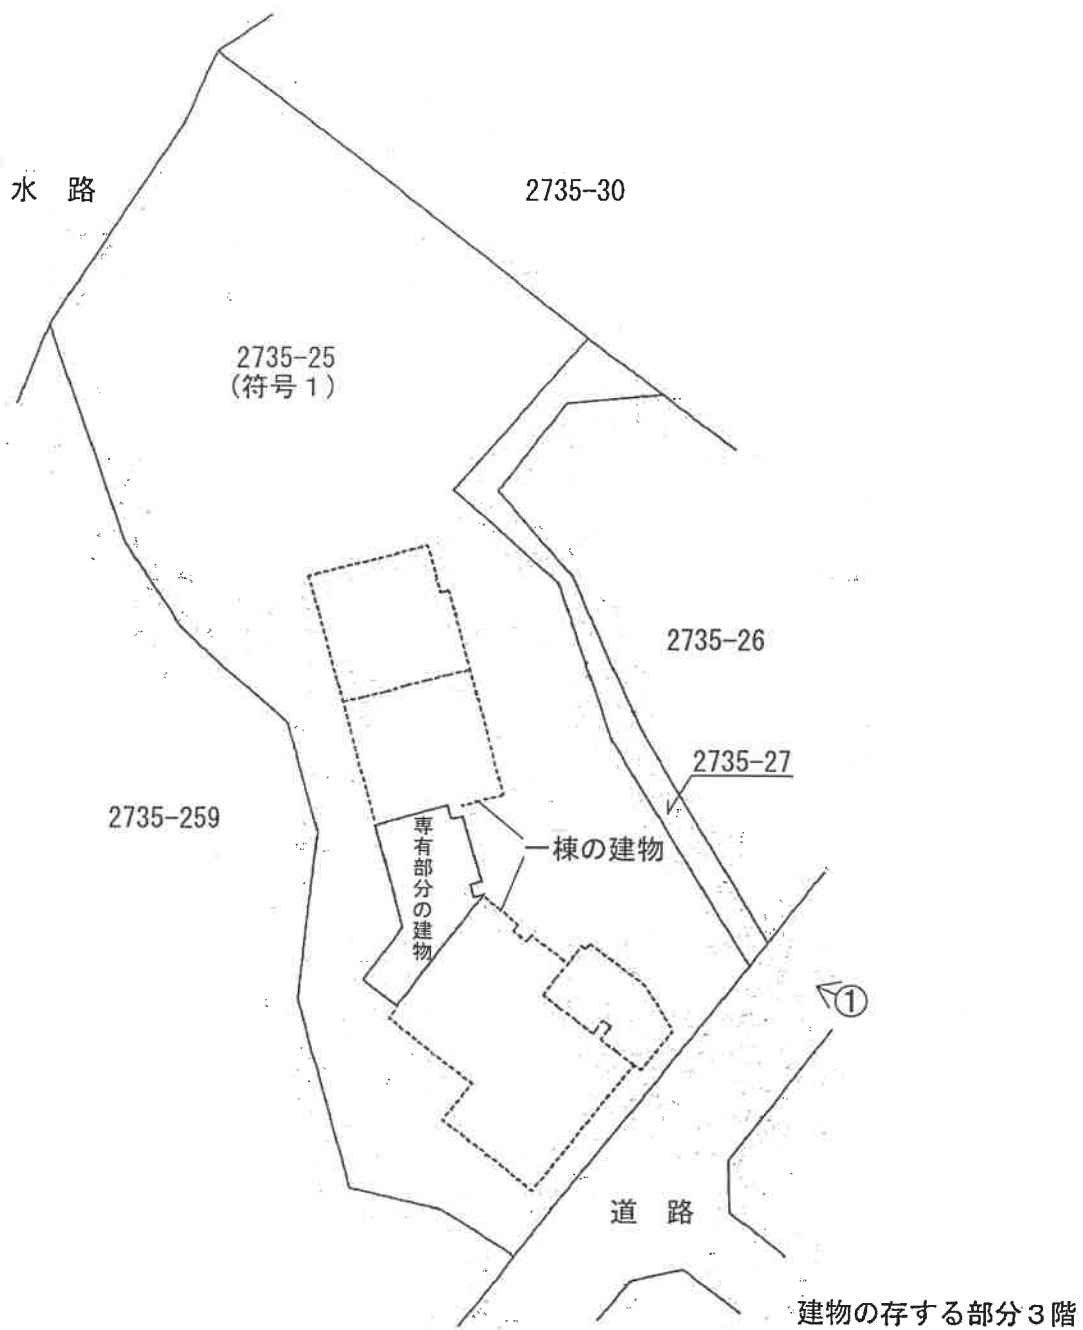 水 路
2735-30
2735-25
(符号1)
2735-26
2735-27
2735-259
専有部分の建物
一棟の建物
①
道 路
建物の存する部分3階